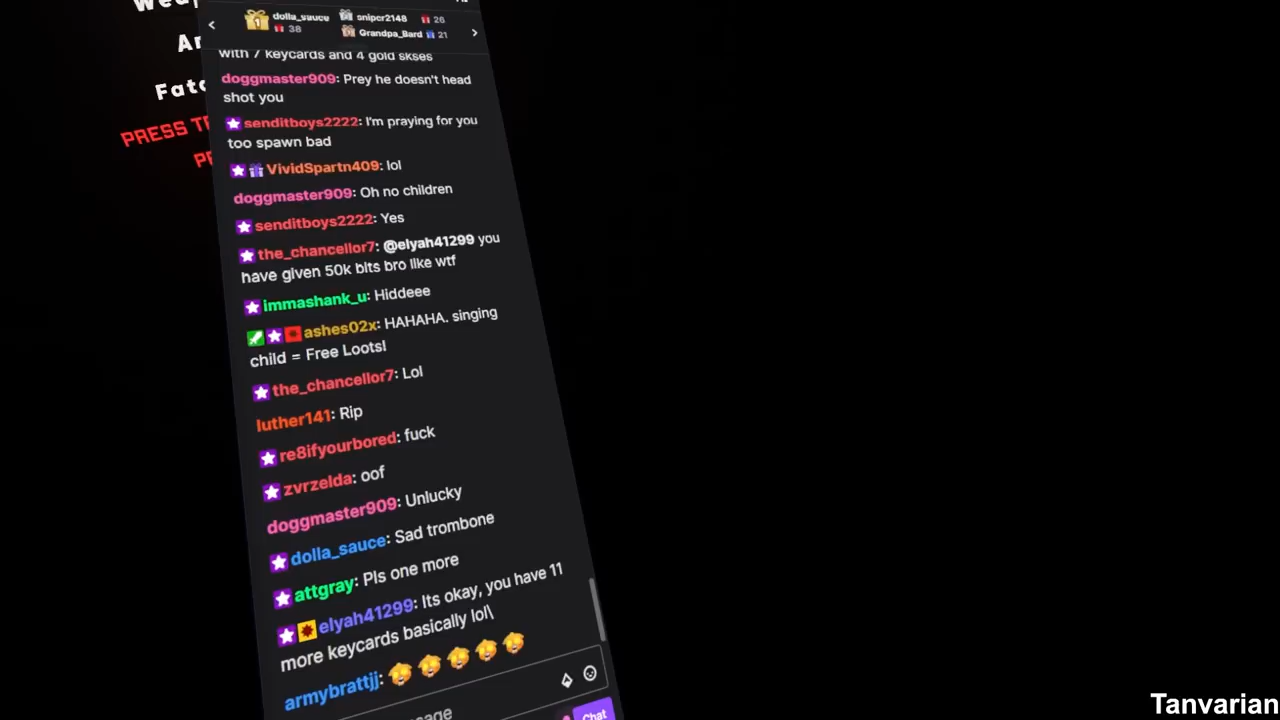 dolla_sauce 38
sniper2148 26
Grandpa_Bard 21
with 7 keycards and 4 gold skses
doggmaster909: Prey he doesn't head
shot you
senditboys2222: I'm praying for you
too spawn bad
VividSpartn409: lol
doggmaster909: Oh no children
senditboys2222: Yes
the_chancellor7: @elyah41299 you
have given 50k bits bro like wtf
immashank_u: Hiddeee
ashes02x: HAHAHA. singing
child = Free Loots!
the_chancellor7: Lol
luther141: Rip
re8ifyourbored: fuck
zvrzelda: oof
doggmaster909: Unlucky
dolla_sauce: Sad trombone
attgray: Pls one more
elyah41299: Its okay, you have 11
more keycards basically lol\
armybrattjj:
Chat
PRESS
Tanvarian